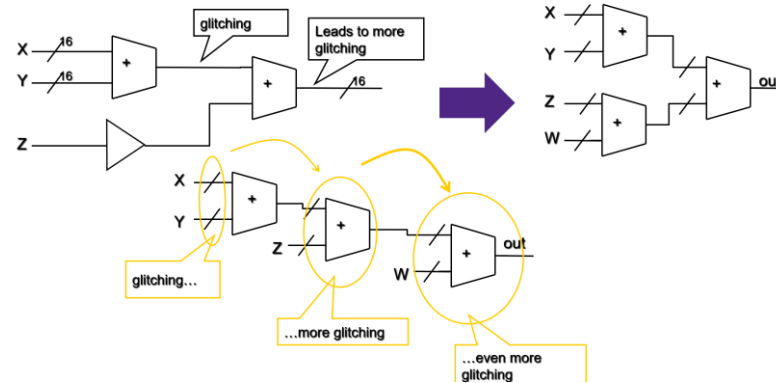 glitching
Leads to more
glitching
X
16
Y
16
+
+
16
Z
X
Y
+
Z
W
+
+
ou
X
Y
+
Z
+
W
+
out
glitching…
…more glitching
…even more
glitching